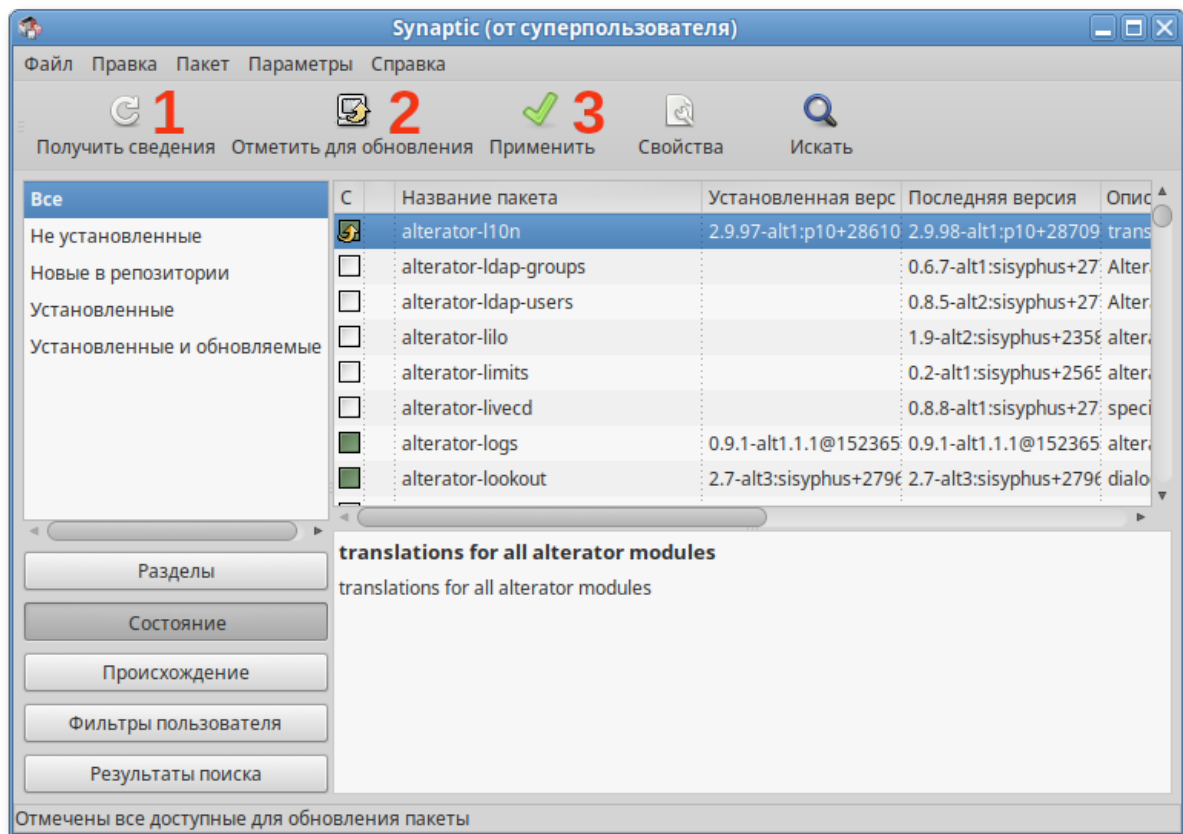 Synaptic (от суперпользователя)
Файл Правка Пакет Параметры Справка
1 2 3
Получить сведения Отметить для обновления Применить Свойства Искать
Все
Не установленные
Новые в репозитории
Установленные
Установленные и обновляемые
С Название пакета Установленная верс Последняя версия Опис
alterator-l10n 2.9.97-alt1:p10+28610 2.9.98-alt1:p10+28709 trans
alterator-ldap-groups 0.6.7-alt1:sisyphus+27 Alter
alterator-ldap-users 0.8.5-alt2:sisyphus+27 Alter
alterator-lilo 1.9-alt2:sisyphus+2358 altera
alterator-limits 0.2-alt1:sisyphus+2565 altera
alterator-livecd 0.8.8-alt1:sisyphus+27 speci
alterator-logs 0.9.1-alt1.1.1@152365 0.9.1-alt1.1.1@152365 altera
alterator-lookout 2.7-alt3:sisyphus+2796 2.7-alt3:sisyphus+2796 dialo
Разделы
Состояние
Происхождение
Фильтры пользователя
Результаты поиска
translations for all alterator modules
translations for all alterator modules
Отмечены все доступные для обновления пакеты